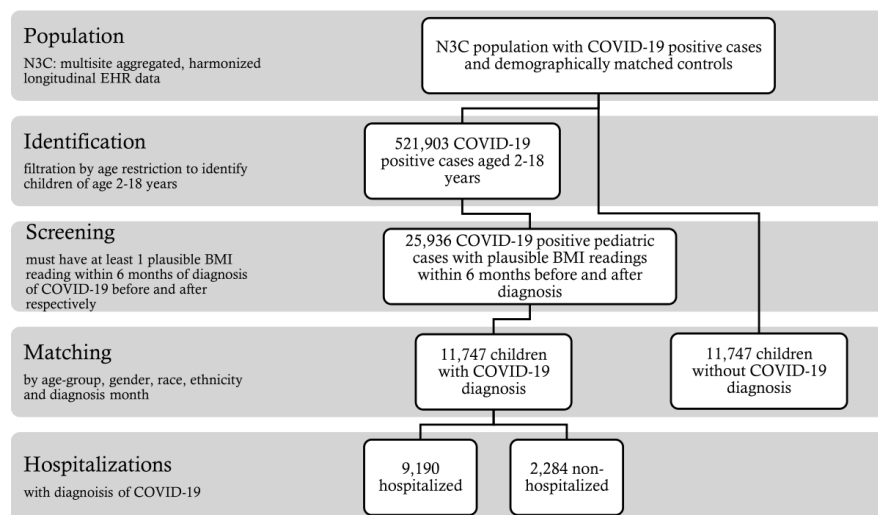 Population
N3C: multisite aggregated, harmonized
longitudinal EHR data
N3C population with COVID-19 positive cases
and demographically matched controls
Identification
filtration by age restriction to identify
children of age 2-18 years
521,903 COVID-19
positive cases aged 2-18
years
Screening
must have at least 1 plausible BMI
reading within 6 months of diagnosis
of COVID-19 before and after
respectively
25,936 COVID-19 positive pediatric
cases with plausible BMI readings
within 6 months before and after
diagnosis
Matching
by age-group, gender, race, ethnicity
and diagnosis month
11,747 children
with COVID-19
diagnosis
11,747 children
without COVID-19
diagnosis
Hospitalizations
with diagnoisis of COVID-19
9,190
hospitalized
2,284 non-
hospitalized